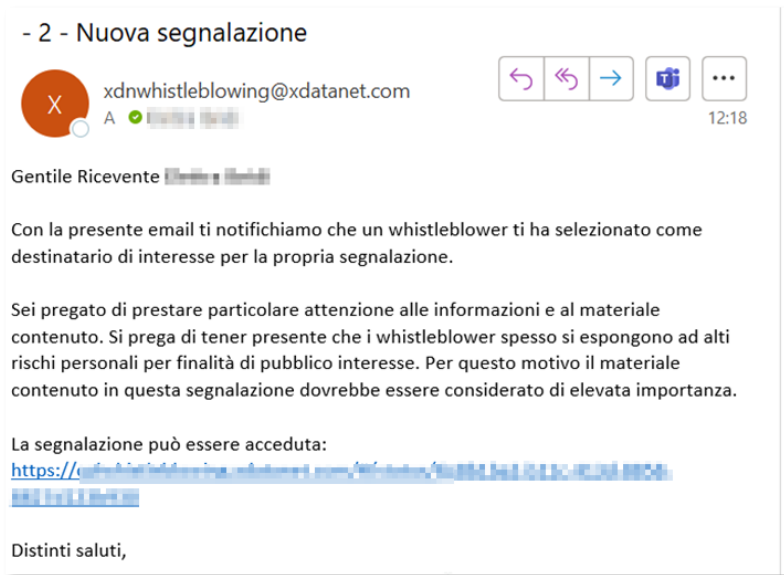 - 2 - Nuova segnalazione
X
xdnwhistleblowing@xdatanet.com
A
12:18
Gentile Ricevente
Con la presente email ti notifichiamo che un whistleblower ti ha selezionato come
destinatario di interesse per la propria segnalazione.
Sei pregato di prestare particolare attenzione alle informazioni e al materiale
contenuto. Si prega di tener presente che i whistleblower spesso si espongono ad alti
rischi personali per finalità di pubblico interesse. Per questo motivo il materiale
contenuto in questa segnalazione dovrebbe essere considerato di elevata importanza.
La segnalazione può essere acceduta:
https://
Distinti saluti,